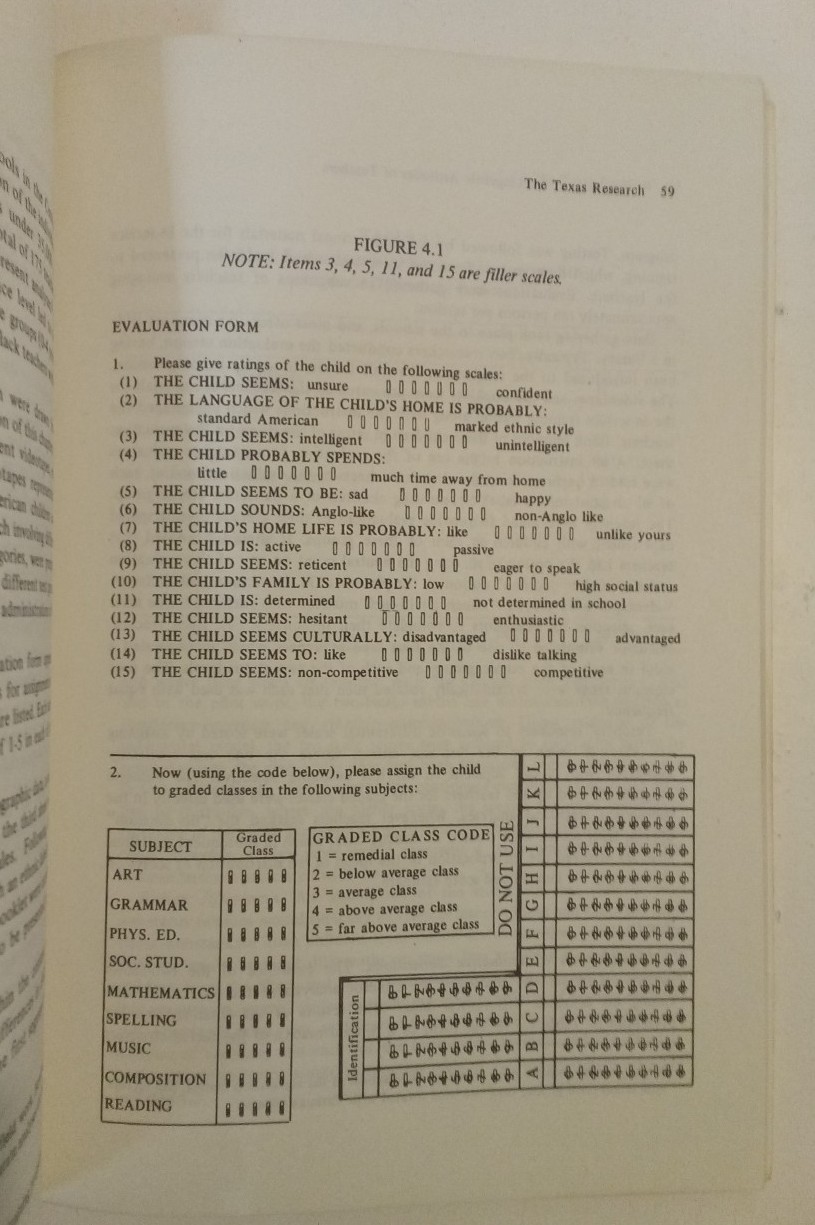 The Texas Research 59
FIGURE 4.1
NOTE: Items 3, 4, 5, 11, and 15 are filler scales.
EVALUATION FORM
1. Please give ratings of the child on the following scales:
(1) THE CHILD SEEMS: unsure confident
(2) THE LANGUAGE OF THE CHILD'S HOME IS PROBABLY:
standard American marked ethnic style
(3) THE CHILD SEEMS: intelligent unintelligent
(4) THE CHILD PROBABLY SPENDS:
little much time away from home
(5) THE CHILD SEEMS TO BE: sad happy
(6) THE CHILD SOUNDS: Anglo-like non-Anglo like
(7) THE CHILD'S HOME LIFE IS PROBABLY: like unlike yours
(8) THE CHILD IS: active passive
(9) THE CHILD SEEMS: reticent eager to speak
(10) THE CHILD'S FAMILY IS PROBABLY: low high social status
(11) THE CHILD IS: determined not determined in school
(12) THE CHILD SEEMS: hesitant enthusiastic
(13) THE CHILD SEEMS CULTURALLY: disadvantaged advantaged
(14) THE CHILD SEEMS TO: like dislike talking
(15) THE CHILD SEEMS: non-competitive competitive
2. Now (using the code below), please assign the child
to graded classes in the following subjects:
SUBJECT Graded
Class
ART
GRAMMAR
PHYS. ED.
SOC. STUD.
MATHEMATICS
SPELLING
MUSIC
COMPOSITION
READING
GRADED CLASS CODE
1 = remedial class
2 = below average class
3 = average class
4 = above average class
5 = far above average class
DO NOT USE
Identification
L
K
J
I
H
G
F
E
D
C
B
A